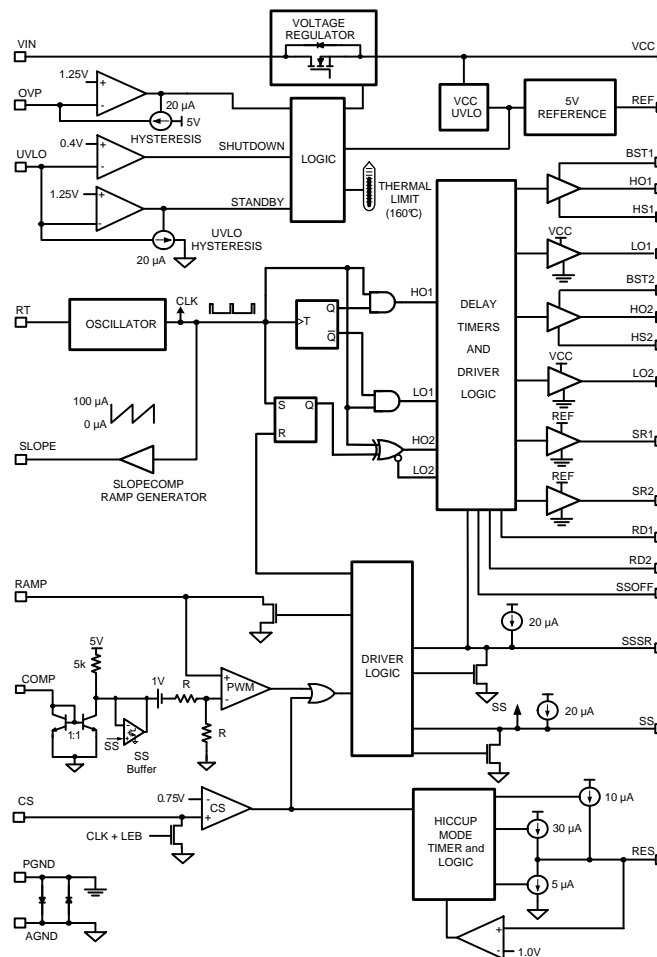 VOLTAGE
REGULATOR
VIN
VCC
1.25V
OVP
20 µA
5V
HYSTERESIS
VCC
UVLO
5V
REFERENCE
REF
0.4V
UVLO
SHUTDOWN
LOGIC
1.25V
STANDBY
UVLO
HYSTERESIS
20 µA
THERMAL
LIMIT
(160°C)
BST1
HO1
HS1
VCC
LO1
BST2
HO2
HS2
VCC
LO2
REF
SR1
REF
SR2
RD1
RD2
SSOFF
DELAY
TIMERS
AND
DRIVER
LOGIC
RT
OSCILLATOR
CLK
>T
Q
Q
HO1
LO1
S
Q
R
HO2
LO2
100 µA
0 µA
SLOPE
SLOPECOMP
RAMP GENERATOR
RAMP
5V
5k
COMP
1:1
SS
- +
SS
Buffer
1V
R
R
+
-
PWM
DRIVER
LOGIC
20 µA
SSSR
SS
20 µA
SS
CS
0.75V
-
+
CS
CLK + LEB
HICCUP
MODE
TIMER and
LOGIC
10 µA
30 µA
RES
5 µA
+
-
1.0V
PGND
AGND